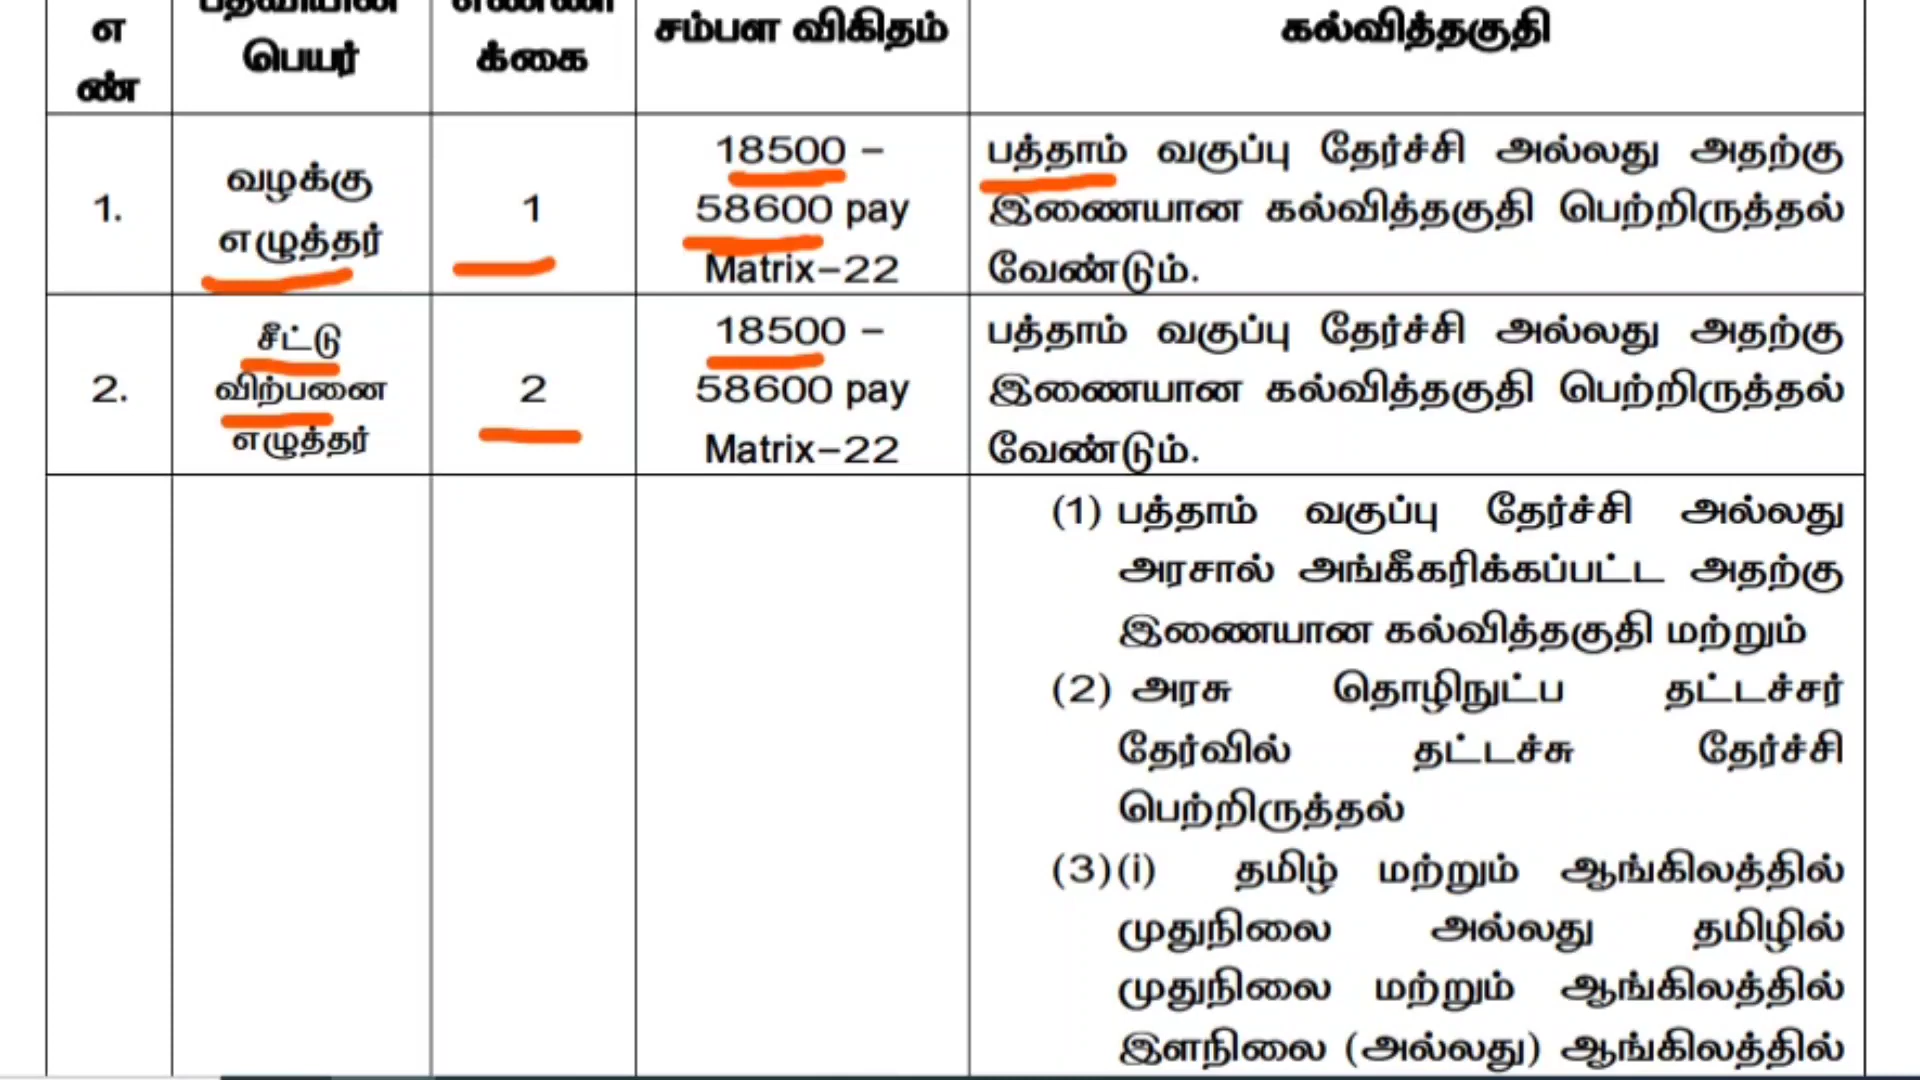 எ
ண்
பதவியின்
பெயர்
எண்ணி
க்கை
சம்பள விகிதம்
கல்வித்தகுதி
1.
வழக்கு
எழுத்தர்
1
18500 –
58600 pay
Matrix–22
பத்தாம் வகுப்பு தேர்ச்சி அல்லது அதற்கு
இணையான கல்வித்தகுதி பெற்றிருத்தல்
வேண்டும்.
2.
சீட்டு
விற்பனை
எழுத்தர்
2
18500 –
58600 pay
Matrix–22
பத்தாம் வகுப்பு தேர்ச்சி அல்லது அதற்கு
இணையான கல்வித்தகுதி பெற்றிருத்தல்
வேண்டும்.
(1) பத்தாம் வகுப்பு தேர்ச்சி அல்லது
அரசால் அங்கீகரிக்கப்பட்ட அதற்கு
இணையான கல்வித்தகுதி மற்றும்
(2) அரசு தொழிநுட்ப தட்டச்சர்
தேர்வில் தட்டச்சு தேர்ச்சி
பெற்றிருத்தல்
(3)(i) தமிழ் மற்றும் ஆங்கிலத்தில்
முதுநிலை அல்லது தமிழில்
முதுநிலை மற்றும் ஆங்கிலத்தில்
இளநிலை (அல்லது) ஆங்கிலத்தில்